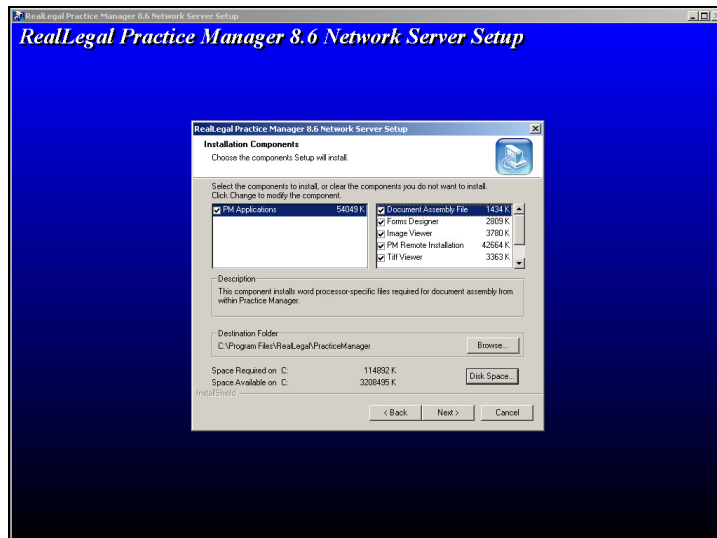 RealLegal Practice Manager 8.6 Network Server Setup
RealLegal Practice Manager 8.6 Network Server Setup
RealLegal Practice Manager 8.6 Network Server Setup
Installation Components
Choose the components Setup will install.
Select the components to install, or clear the components you do not want to install.
Click Change to modify the component.
PM Applications 54049 K
Document Assembly File 1434 K
Forms Designer 2809 K
Image Viewer 3780 K
PM Remote Installation 42664 K
Tiff Viewer 3363 K
Description
This component installs word processor-specific files required for document assembly from
within Practice Manager.
Destination Folder
C:\Program Files\RealLegal\PracticeManager
Browse...
Space Required on C: 114892 K
Space Available on C: 3208495 K
Disk Space...
InstallShield
< Back
Next >
Cancel